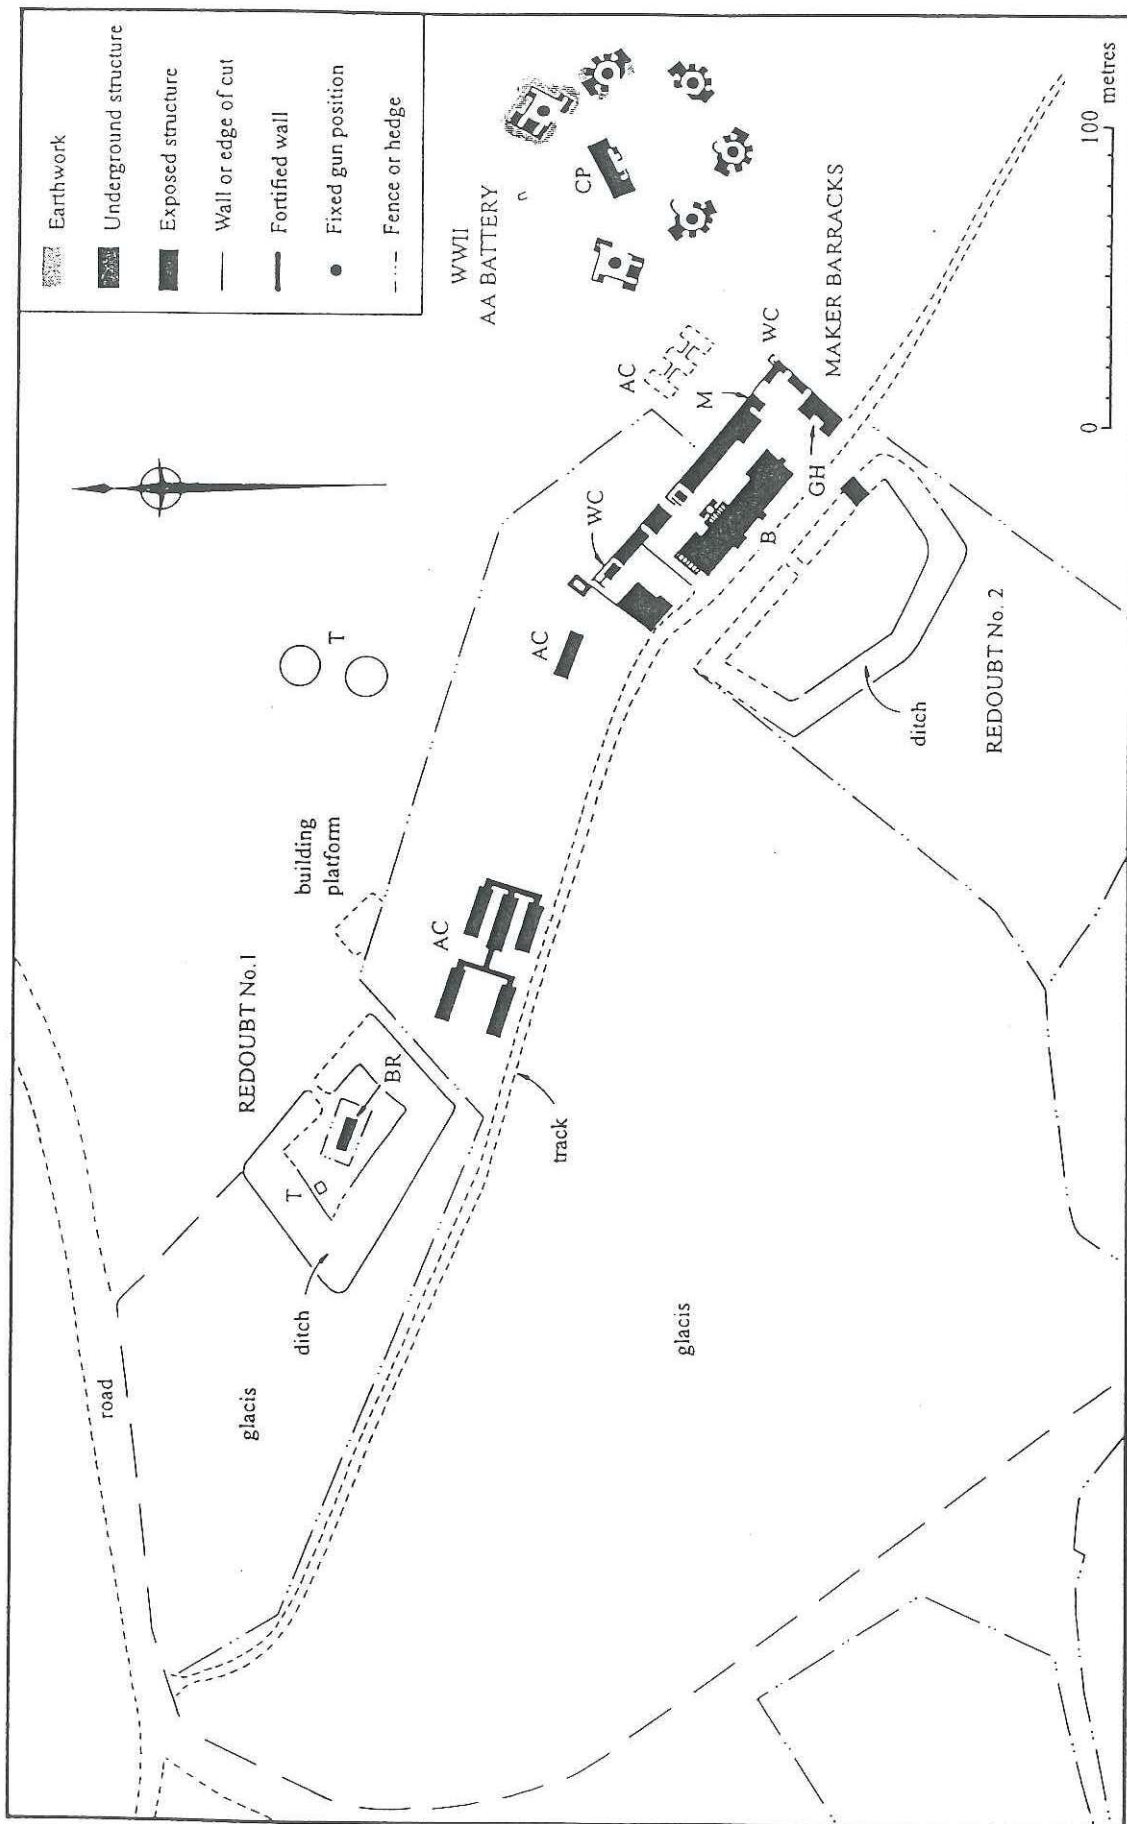 Earthwork
Underground structure
Exposed structure
Wall or edge of cut
Fortified wall
Fixed gun position
Fence or hedge
WWII
AA BATTERY
CP
AC
M
WC
MAKER BARRACKS
GH
B
WC
AC
T
building
platform
AC
REDOUBT No.1
BR
T
ditch
road
glacis
track
glacis
ditch
REDOUBT No. 2
0
100
metres